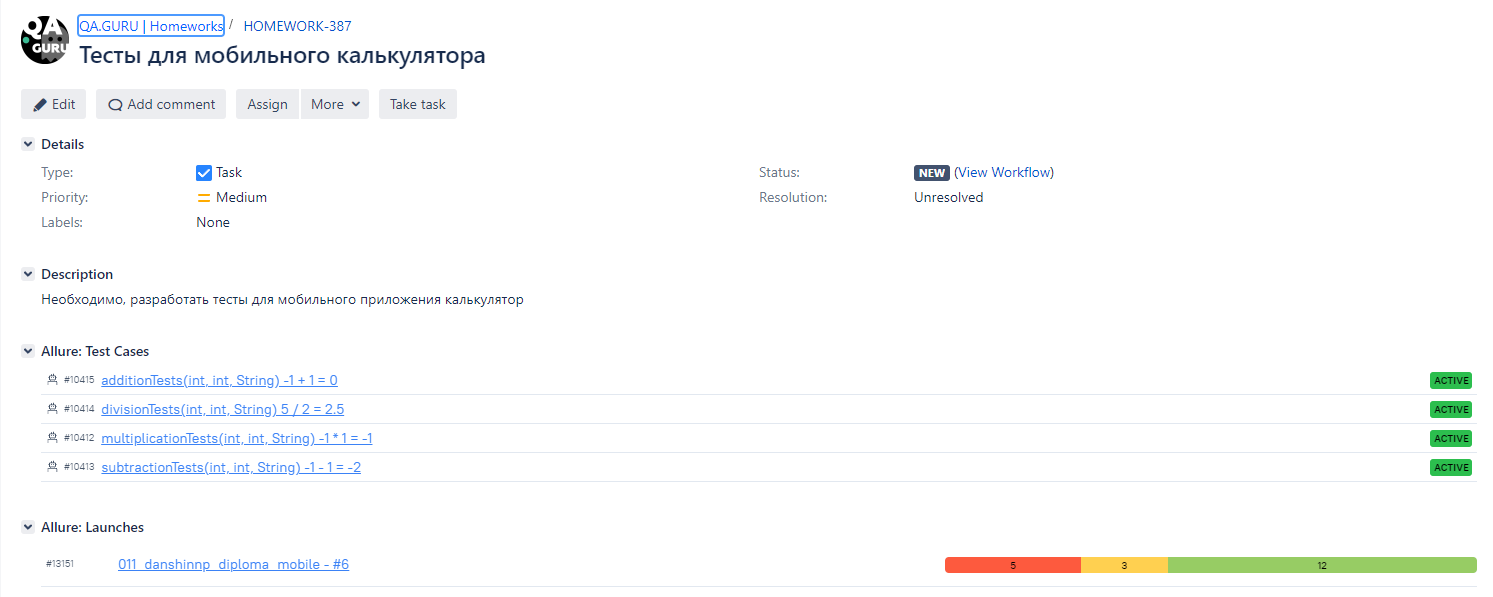 QA
GURU
QA.GURU | Homeworks / HOMEWORK-387
Тесты для мобильного калькулятора
Edit Add comment Assign More Take task
Details
Type: Task Status: NEW (View Workflow)
Priority: Medium Resolution: Unresolved
Labels: None
Description
Необходимо, разработать тесты для мобильного приложения калькулятор
Allure: Test Cases
#10415 additionTests(int, int, String) -1 + 1 = 0 ACTIVE
#10414 divisionTests(int, int, String) 5 / 2 = 2.5 ACTIVE
#10412 multiplicationTests(int, int, String) -1 * 1 = -1 ACTIVE
#10413 subtractionTests(int, int, String) -1 - 1 = -2 ACTIVE
Allure: Launches
#13151 011_danshinnp_diploma_mobile - #6 5 3 12